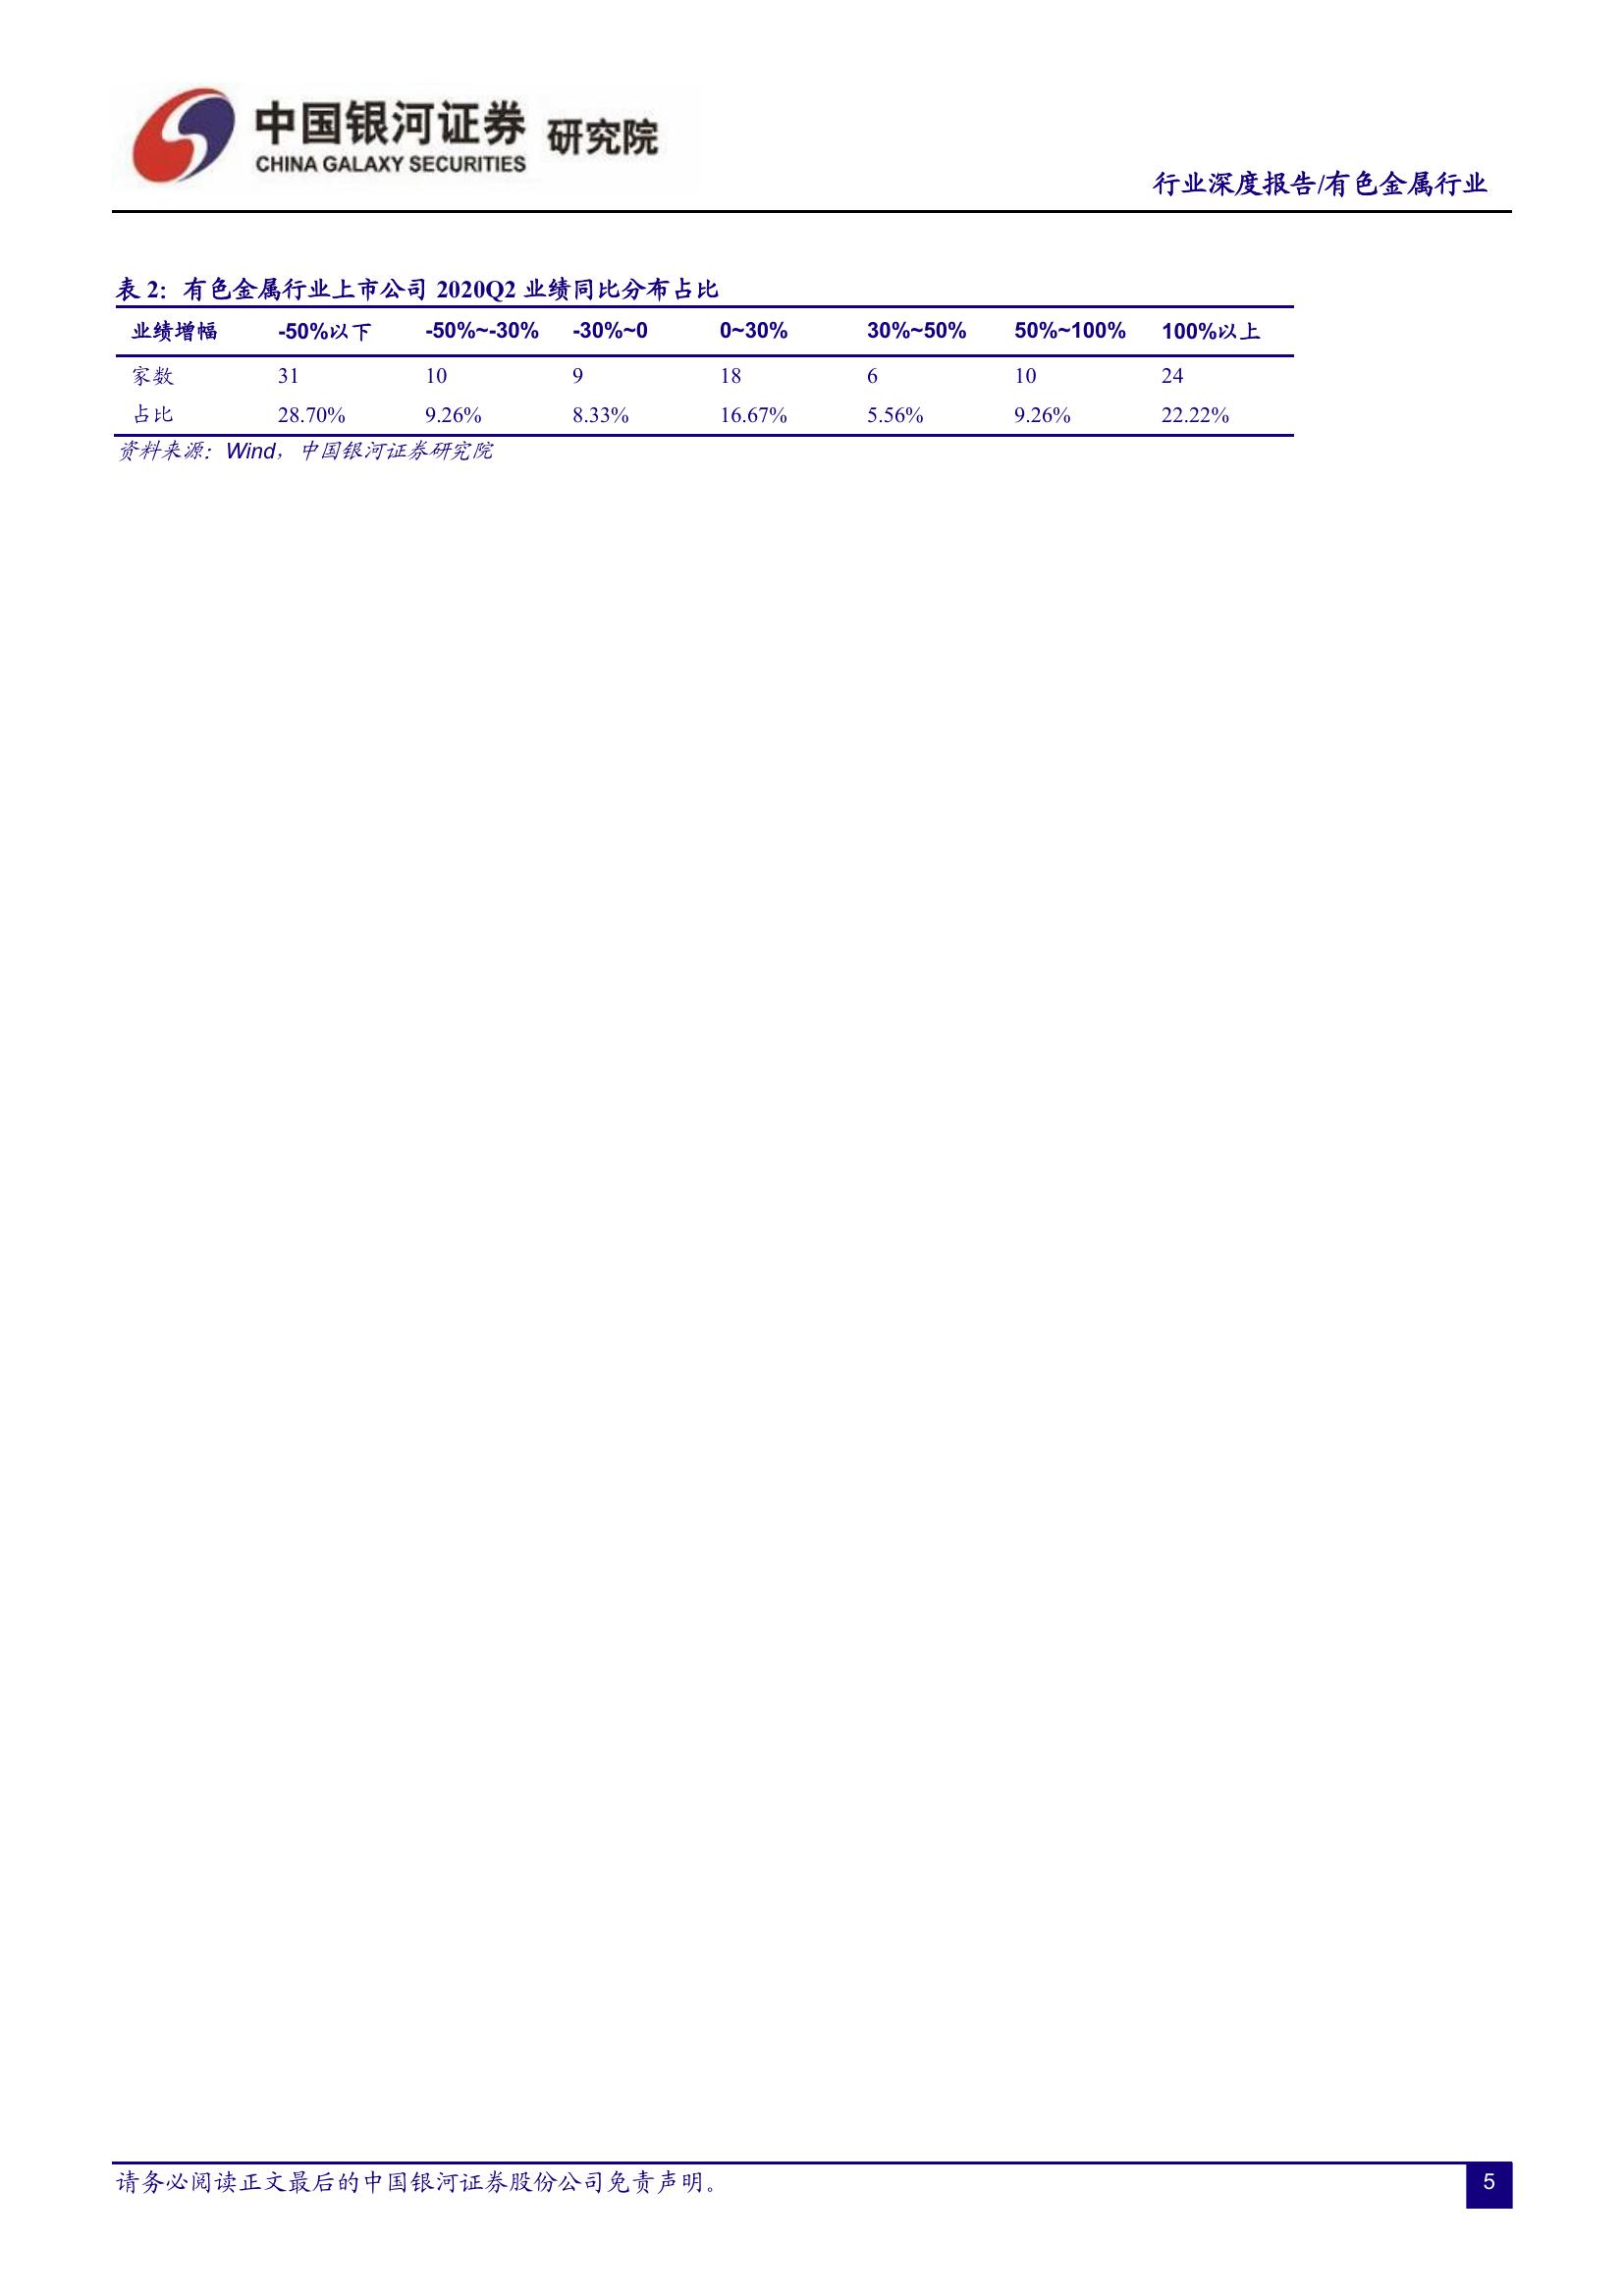 中国银河证券 研究院
CHINA GALAXY SECURITIES
行业深度报告/有色金属行业
表 2：有色金属行业上市公司 2020Q2 业绩同比分布占比
业绩增幅 -50%以下 -50%~-30% -30%~0 0~30% 30%~50% 50%~100% 100%以上
家数 31 10 9 18 6 10 24
占比 28.70% 9.26% 8.33% 16.67% 5.56% 9.26% 22.22%
资料来源：Wind，中国银河证券研究院
请务必阅读正文最后的中国银河证券股份公司免责声明。
5